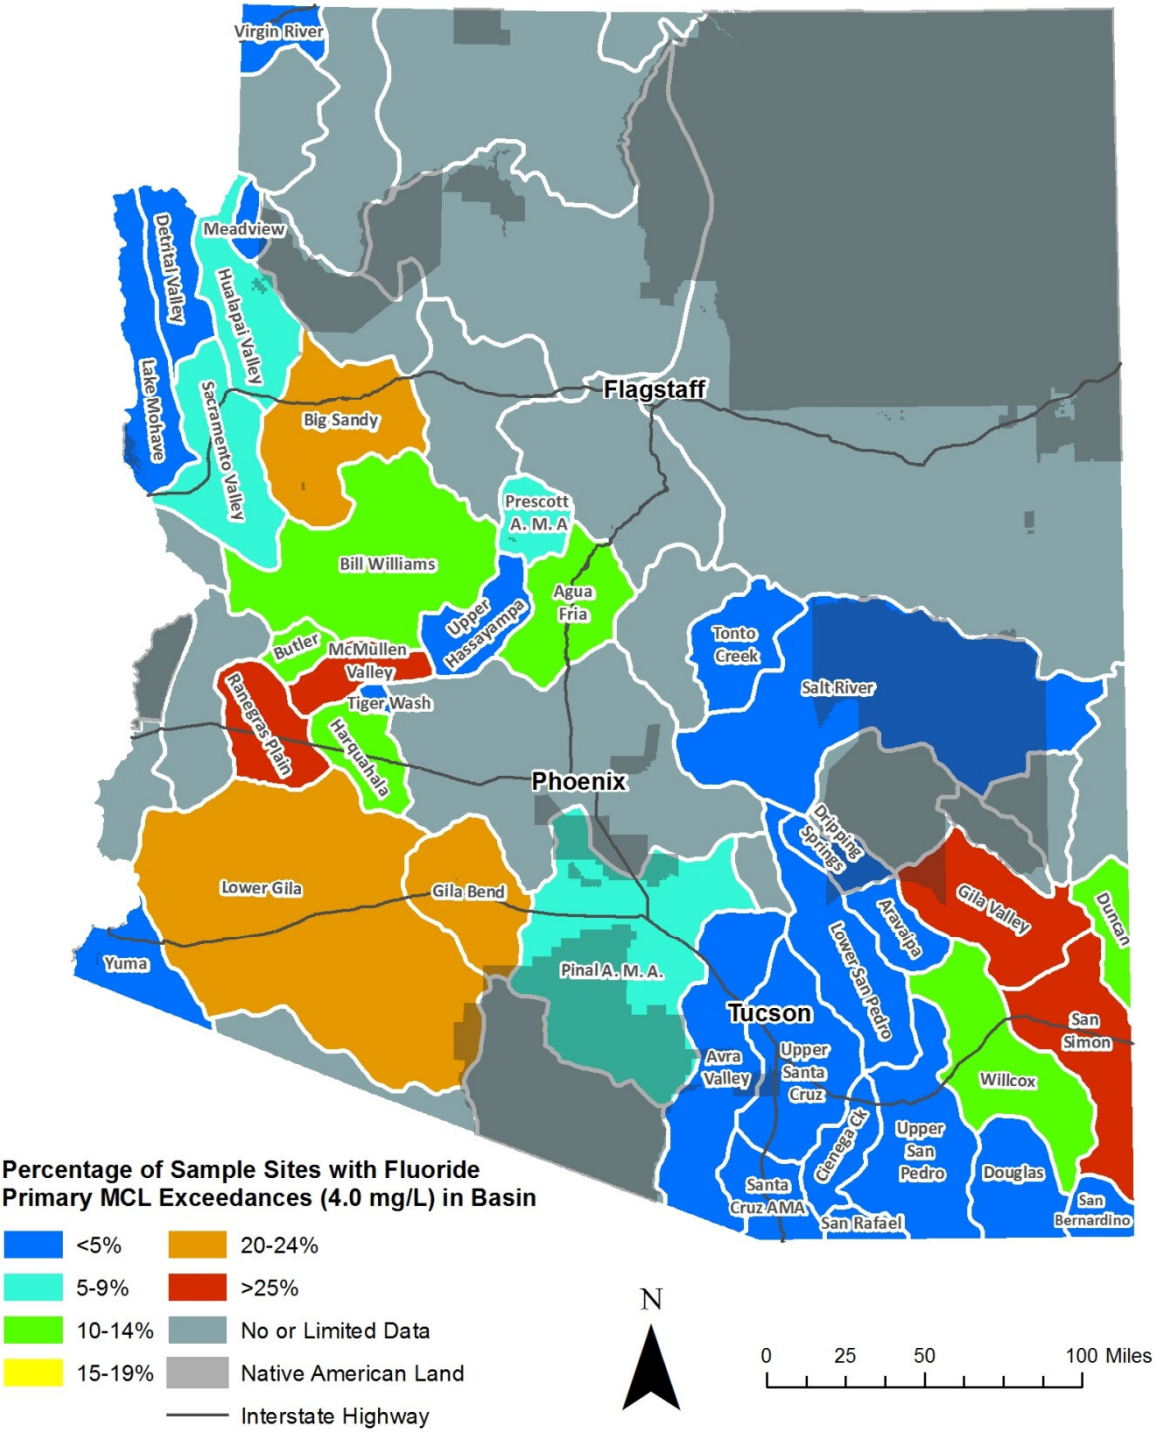 Virgin River
Meadview
Detrital Valley
Hualapai Valley
Lake Mohave
Sacramento Valley
Flagstaff
Big Sandy
Prescott
A. M. A
Bill Williams
Agua
Fria
Upper
Hassayampa
Butler
McMullen
Valley
Tonto
Creek
Salt River
Ranegras Plain
Tiger Wash
Harquahala
Phoenix
Dripping
Springs
Lower Gila
Gila Bend
Gila Valley
Duncan
Aravaipa
Yuma
Pinal A. M. A.
Lower San Pedro
Tucson
San
Simon
Avra
Valley
Upper
Santa
Cruz
Willcox
Cienega Ck
Upper
San
Pedro
Douglas
Santa
Cruz AMA
San Rafael
San
Bernardino
Percentage of Sample Sites with Fluoride
Primary MCL Exceedances (4.0 mg/L) in Basin
<5%
20-24%
5-9%
>25%
10-14%
No or Limited Data
15-19%
Native American Land
Interstate Highway
N
0 25 50 100 Miles